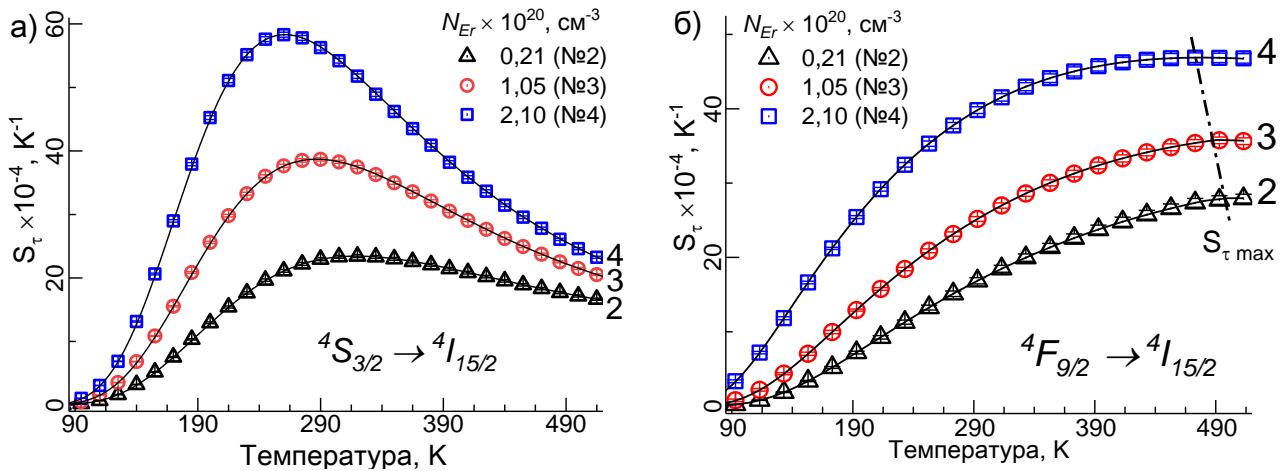 а)
N_Er × 10^20, см^-3
0,21 (№2)
1,05 (№3)
2,10 (№4)
S_τ ×10^-4, K^-1
0
20
40
60
90
190
290
390
490
Температура, K
4
3
2
^4S_3/2 → ^4I_15/2
б)
N_Er × 10^20, см^-3
0,21 (№2)
1,05 (№3)
2,10 (№4)
S_τ ×10^-4, K^-1
0
20
40
90
190
290
390
490
Температура, K
4
3
2
S_τ max
^4F_9/2 → ^4I_15/2